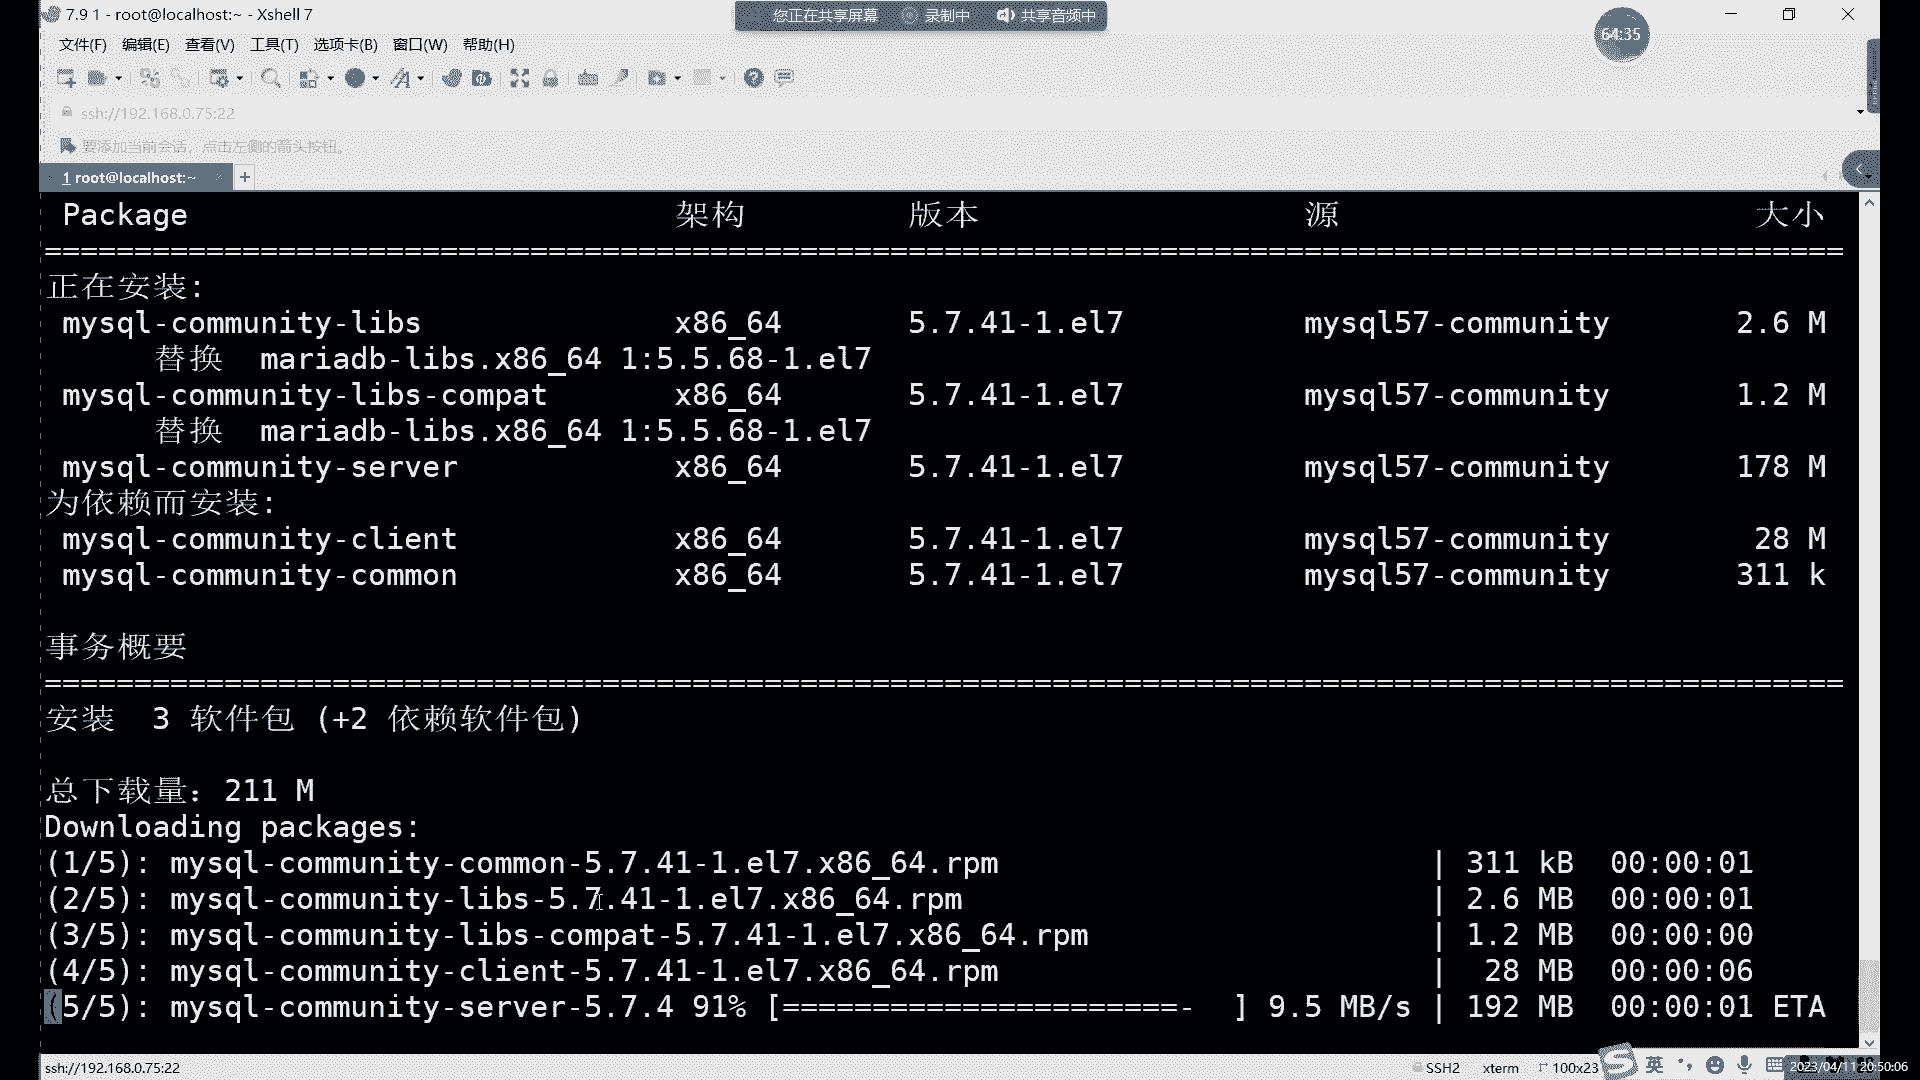 7.9 1 - root@localhost:~ - Xshell 7
您正在共享屏幕 录制中 共享音频中
64:35
文件(F) 编辑(E) 查看(V) 工具(T) 选项卡(B) 窗口(W) 帮助(H)
ssh://192.168.0.75:22
要添加当前会话，点击左侧的箭头按钮。
1 root@localhost:~ × +
Package 架构 版本 源 大小
====================================================================================================
正在安装:
mysql-community-libs x86_64 5.7.41-1.el7 mysql57-community 2.6 M
替换 mariadb-libs.x86_64 1:5.5.68-1.el7
mysql-community-libs-compat x86_64 5.7.41-1.el7 mysql57-community 1.2 M
替换 mariadb-libs.x86_64 1:5.5.68-1.el7
mysql-community-server x86_64 5.7.41-1.el7 mysql57-community 178 M
为依赖而安装:
mysql-community-client x86_64 5.7.41-1.el7 mysql57-community 28 M
mysql-community-common x86_64 5.7.41-1.el7 mysql57-community 311 k
事务概要
====================================================================================================
安装 3 软件包 (+2 依赖软件包)
总下载量：211 M
Downloading packages:
(1/5): mysql-community-common-5.7.41-1.el7.x86_64.rpm | 311 kB 00:00:01
(2/5): mysql-community-libs-5.7.41-1.el7.x86_64.rpm | 2.6 MB 00:00:01
(3/5): mysql-community-libs-compat-5.7.41-1.el7.x86_64.rpm | 1.2 MB 00:00:00
(4/5): mysql-community-client-5.7.41-1.el7.x86_64.rpm | 28 MB 00:00:06
(5/5): mysql-community-server-5.7.4 91% [======================- ] 9.5 MB/s | 192 MB 00:00:01 ETA
ssh://192.168.0.75:22 SSH2 xterm 100x23 英 2023/04/11 20:50:06